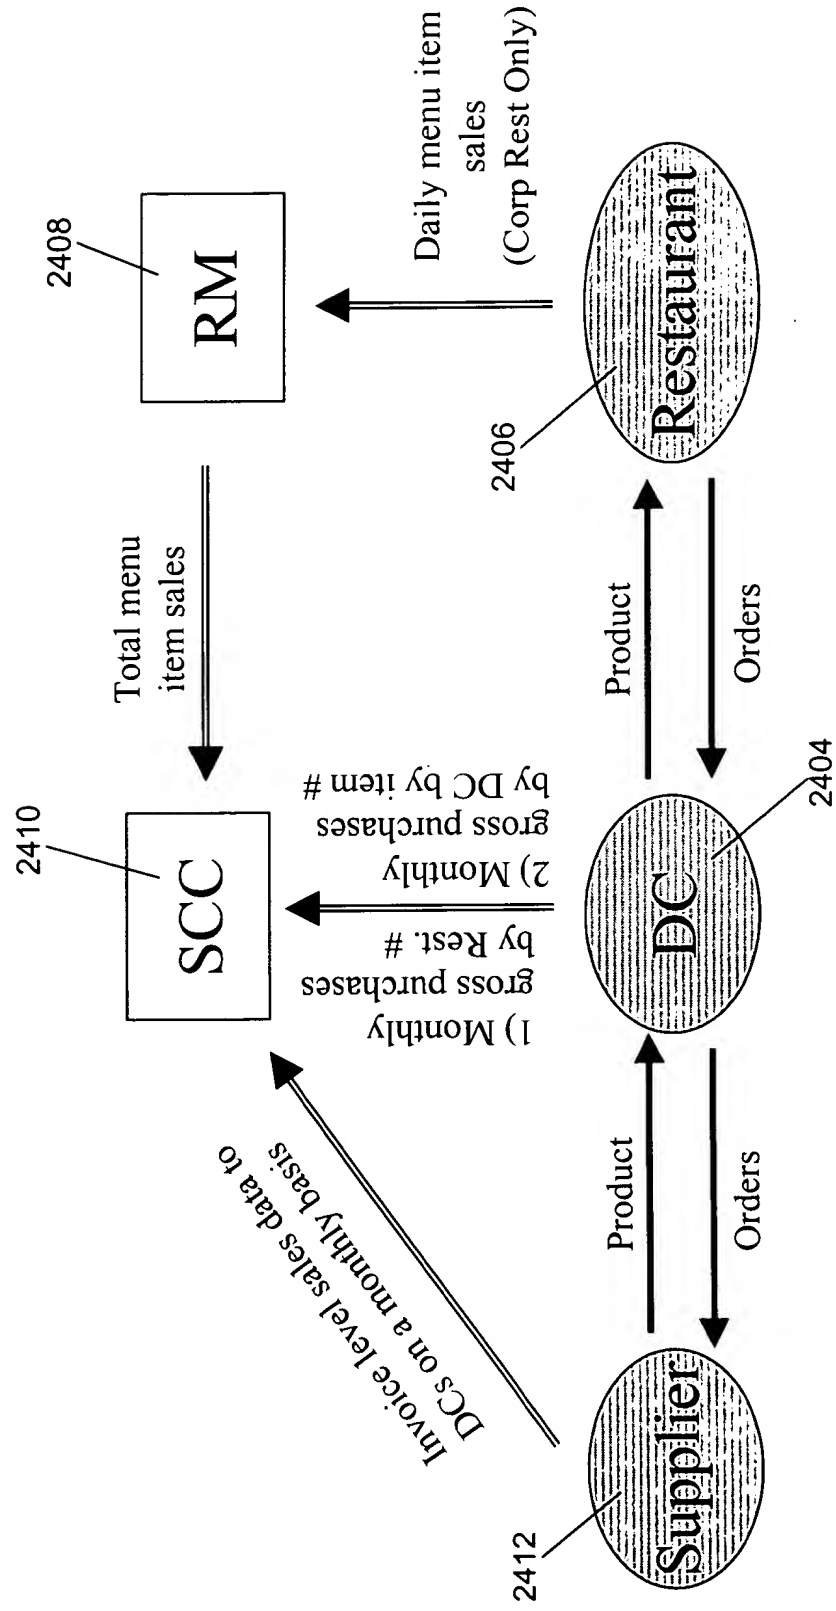 2410
SCC
Total menu
item sales
2408
RM
Invoice level sales data to
DCs on a monthly basis
1) Monthly
gross purchases
by Rest. #
2) Monthly
gross purchases
by DC by item #
Daily menu item
sales
(Corp Rest Only)
2412
Supplier
Product
Orders
DC
2404
Product
Orders
2406
Restaurant